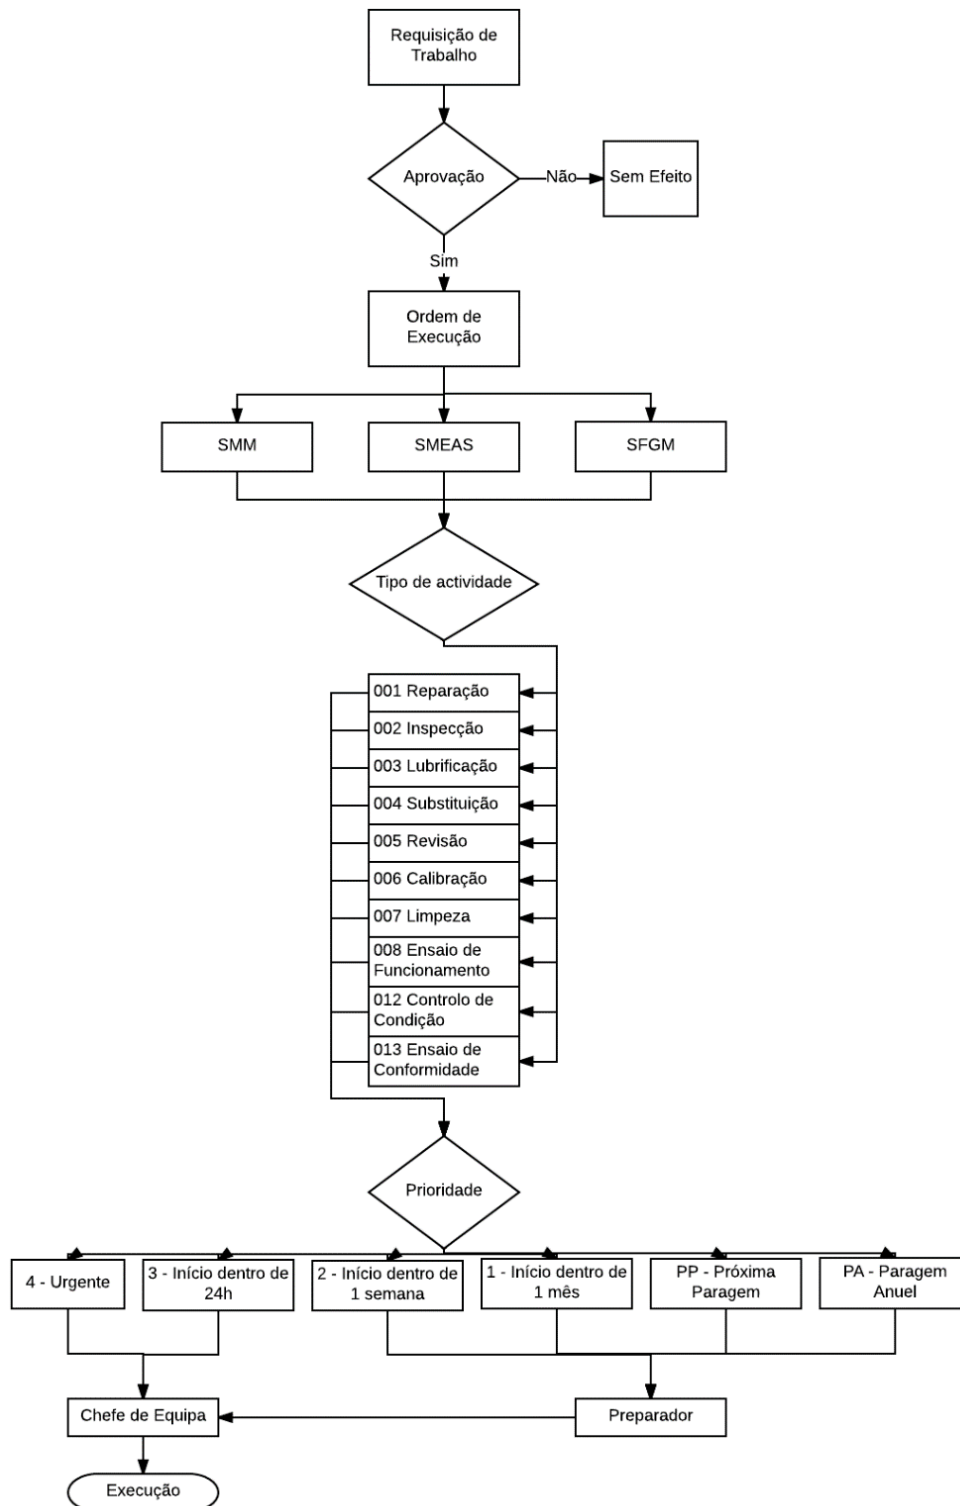 Requisição de
Trabalho
Aprovação
Não
Sem Efeito
Sim
Ordem de
Execução
SMM
SMEAS
SFGM
Tipo de actividade
001 Reparação
002 Inspecção
003 Lubrificação
004 Substituição
005 Revisão
006 Calibração
007 Limpeza
008 Ensaio de
Funcionamento
012 Controlo de
Condição
013 Ensaio de
Conformidade
Prioridade
4 - Urgente
3 - Início dentro de
24h
2 - Início dentro de
1 semana
1 - Início dentro de
1 mês
PP - Próxima
Paragem
PA - Paragem
Anuel
Chefe de Equipa
Preparador
Execução